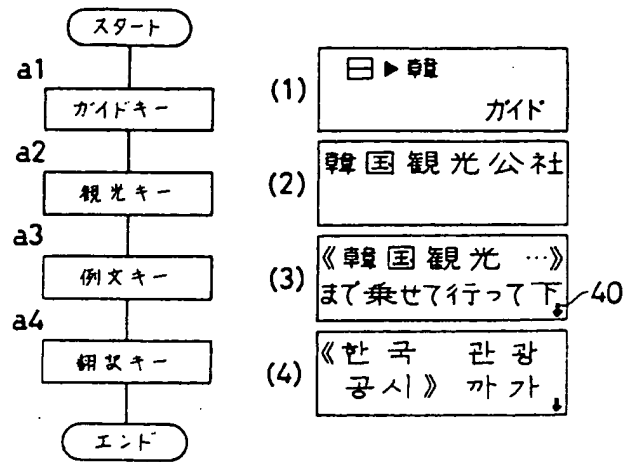 スタート
a1
ガイドキー
a2
観光キー
a3
例文キー
a4
翻訳キー
エンド
(1)
日▶韓
ガイド
(2)
韓国観光公社
(3)
《韓国観光…》
まで乗せて行って下
40
(4)
《한국 관광
공시》 까가